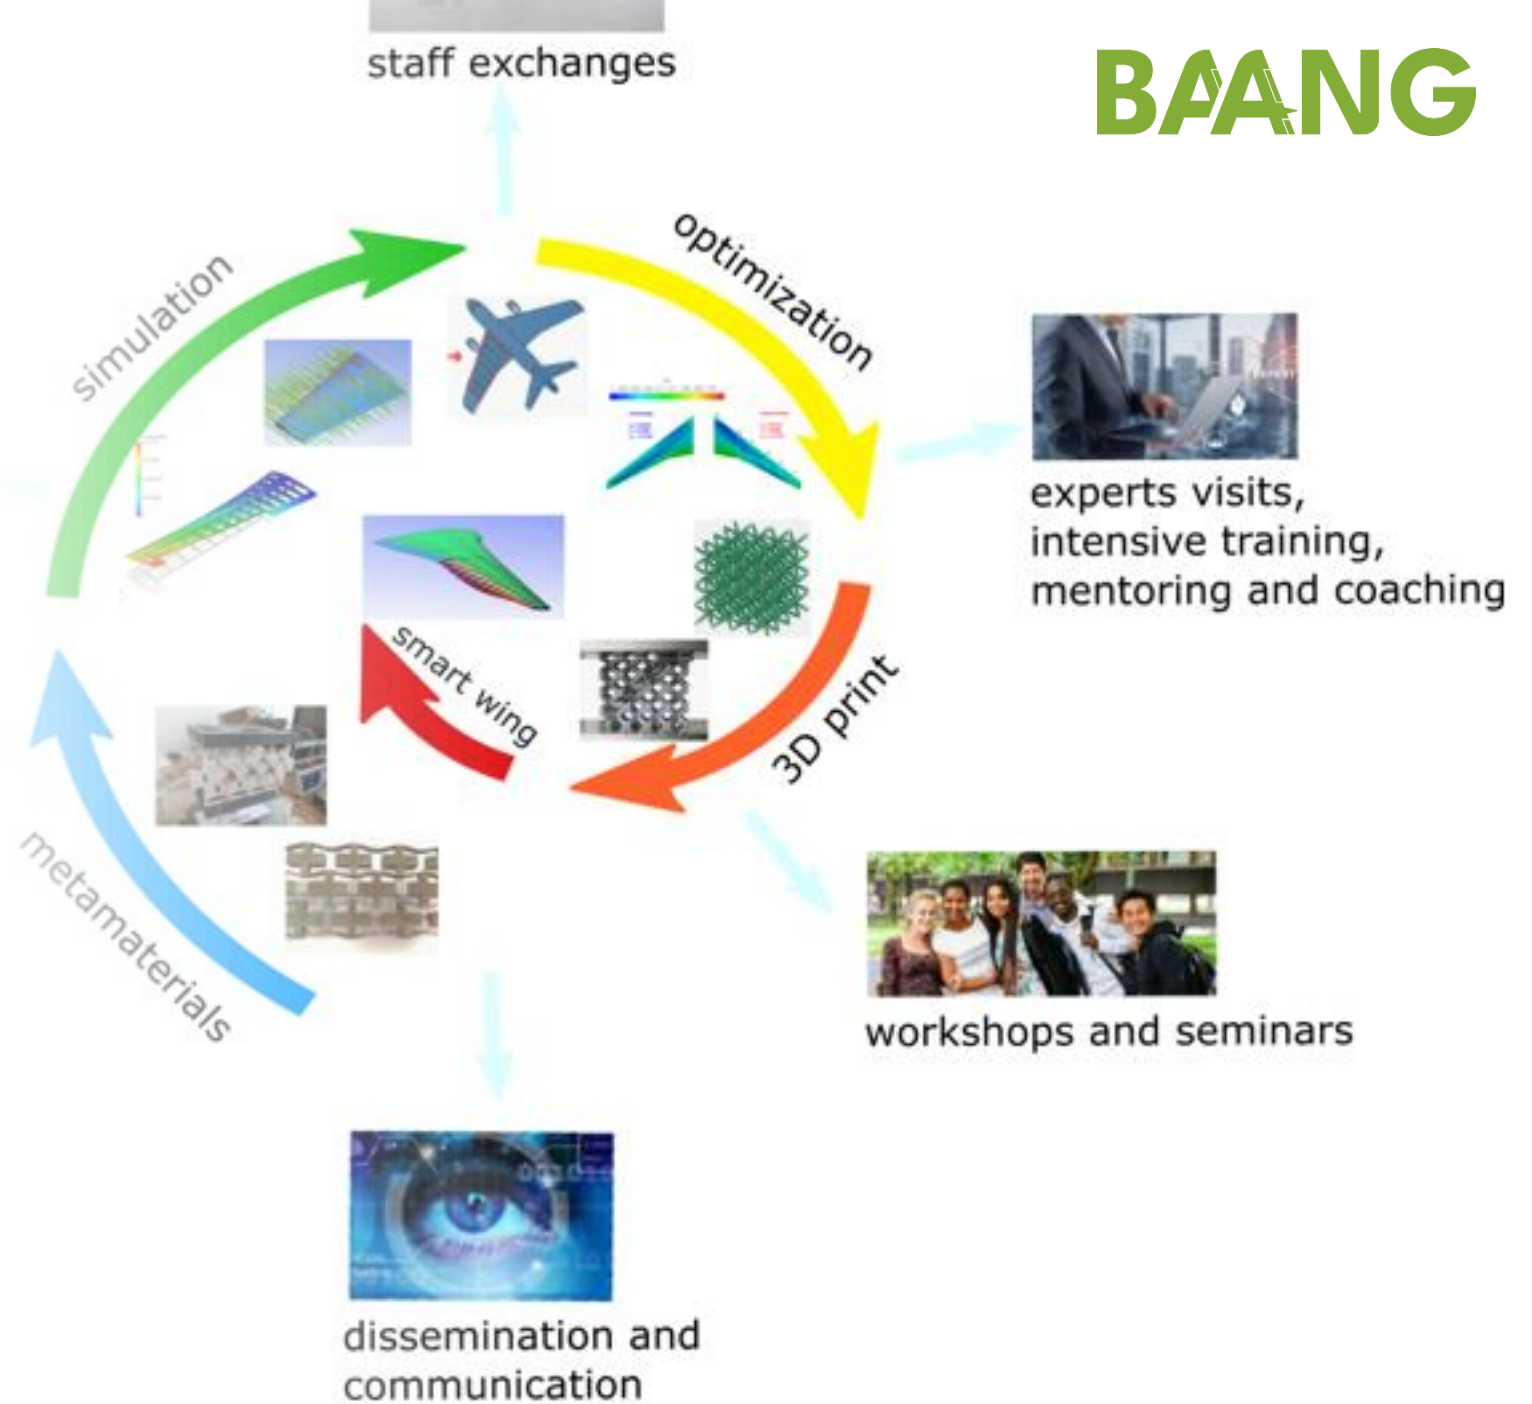 staff exchanges
BAANG
optimization
simulation
experts visits,
intensive training,
mentoring and coaching
smart wing
3D print
metamaterials
workshops and seminars
dissemination and
communication